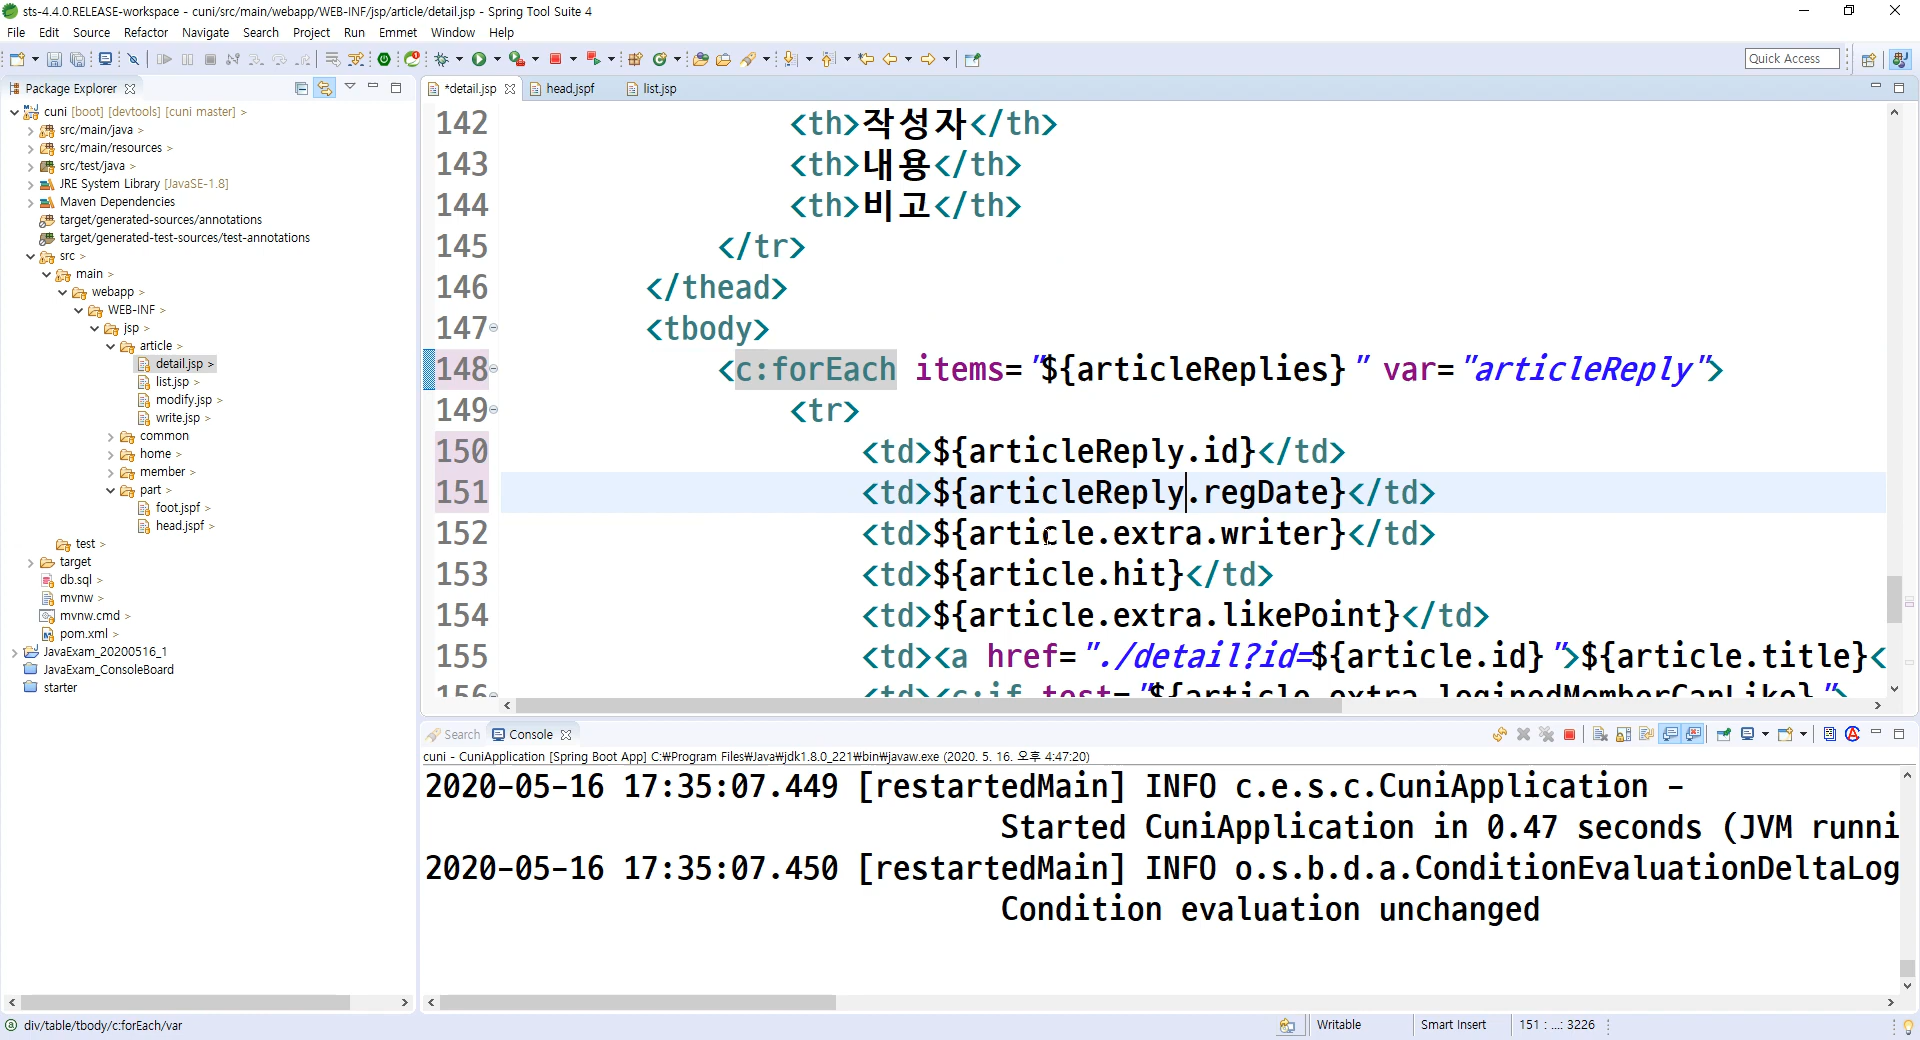 sts-4.4.0.RELEASE-workspace - cuni/src/main/webapp/WEB-INF/jsp/article/detail.jsp - Spring Tool Suite 4
File Edit Source Refactor Navigate Search Project Run Emmet Window Help
Quick Access
Package Explorer
cuni [boot] [devtools] [cuni master] >
src/main/java >
src/main/resources >
src/test/java >
JRE System Library [JavaSE-1.8]
Maven Dependencies
target/generated-sources/annotations
target/generated-test-sources/test-annotations
src >
main >
webapp >
WEB-INF >
jsp >
article >
detail.jsp >
list.jsp >
modify.jsp >
write.jsp >
common
home >
member >
part >
foot.jspf >
head.jspf >
test >
target
db.sql >
mvnw >
mvnw.cmd >
pom.xml >
JavaExam_20200516_1
JavaExam_ConsoleBoard
starter
*detail.jsp head.jspf list.jsp
142 <th>작성자</th>
143 <th>내용</th>
144 <th>비고</th>
145 </tr>
146 </thead>
147 <tbody>
148 <c:forEach items="${articleReplies}" var="articleReply">
149 <tr>
150 <td>${articleReply.id}</td>
151 <td>${articleReply.regDate}</td>
152 <td>${article.extra.writer}</td>
153 <td>${article.hit}</td>
154 <td>${article.extra.likePoint}</td>
155 <td><a href="./detail?id=${article.id}">${article.title}<
156 <td><c:if test="${article.extra.loginedMemberCanLike}">
Search Console
cuni - CuniApplication [Spring Boot App] C:₩Program Files₩Java₩jdk1.8.0_221₩bin₩javaw.exe (2020. 5. 16. 오후 4:47:20)
2020-05-16 17:35:07.449 [restartedMain] INFO c.e.s.c.CuniApplication -
Started CuniApplication in 0.47 seconds (JVM runni
2020-05-16 17:35:07.450 [restartedMain] INFO o.s.b.d.a.ConditionEvaluationDeltaLog
Condition evaluation unchanged
div/table/tbody/c:forEach/var
Writable Smart Insert 151 : ...: 3226